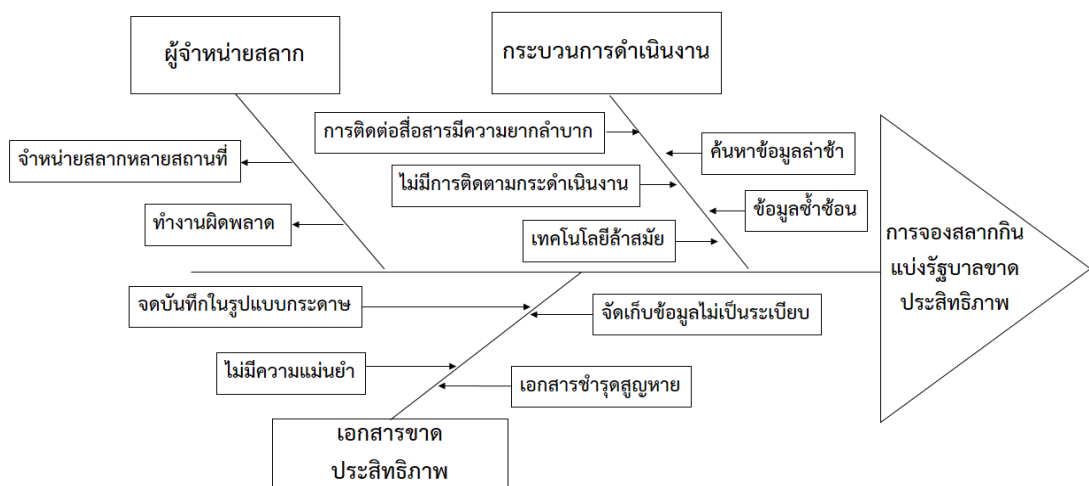 ผู้จำหน่ายสลาก
กระบวนการดำเนินงาน
การติดต่อสื่อสารมีความยากลำบาก
จำหน่ายสลากหลายสถานที่
ค้นหาข้อมูลล่าช้า
ไม่มีการติดตามกระดำเนินงาน
ทำงานผิดพลาด
ข้อมูลซ้ำซ้อน
เทคโนโลยีล้าสมัย
การจองสลากกิน
แบ่งรัฐบาลขาด
ประสิทธิภาพ
จดบันทึกในรูปแบบกระดาษ
จัดเก็บข้อมูลไม่เป็นระเบียบ
ไม่มีความแม่นยำ
เอกสารชำรุดสูญหาย
เอกสารขาด
ประสิทธิภาพ